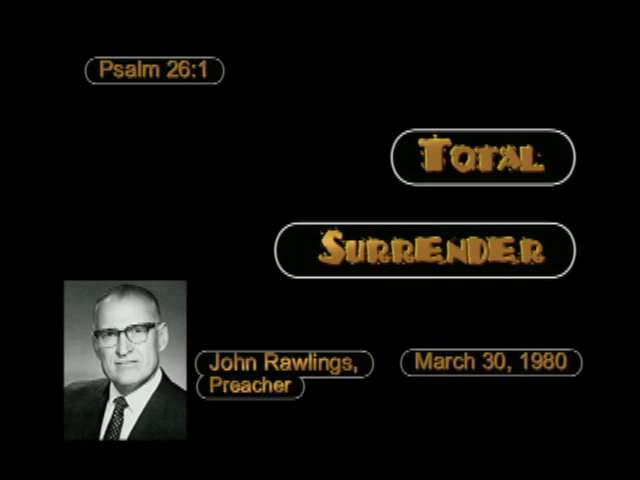 Psalm 26:1
Total
Surrender
John Rawlings,
Preacher
March 30, 1980